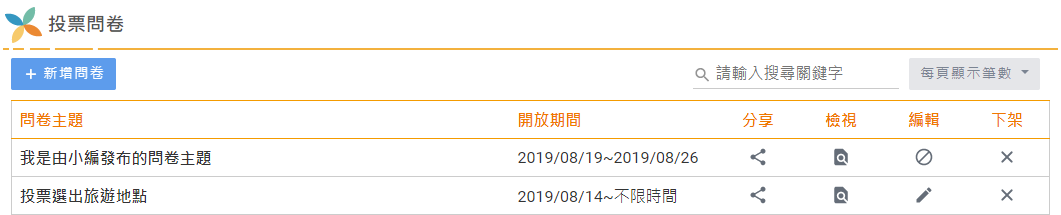 投票問卷
+ 新增問卷 請輸入搜尋關鍵字 每頁顯示筆數
問卷主題 開放期間 分享 檢視 編輯 下架
我是由小編發布的問卷主題 2019/08/19~2019/08/26
投票選出旅遊地點 2019/08/14~不限時間